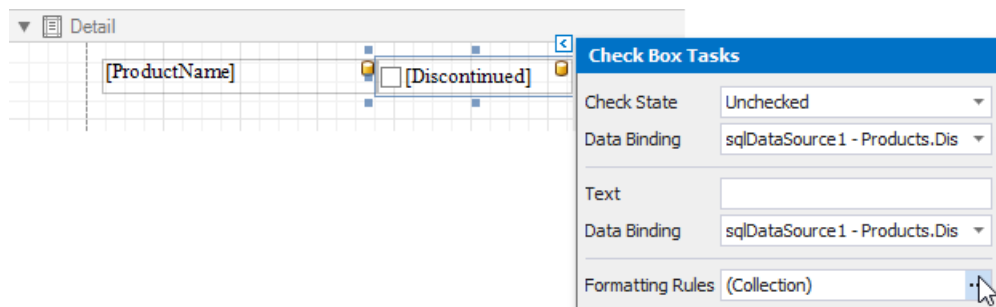 Detail
[ProductName]
[Discontinued]
Check Box Tasks
Check State Unchecked
Data Binding sqlDataSource1 - Products.Dis
Text
Data Binding sqlDataSource1 - Products.Dis
Formatting Rules (Collection)